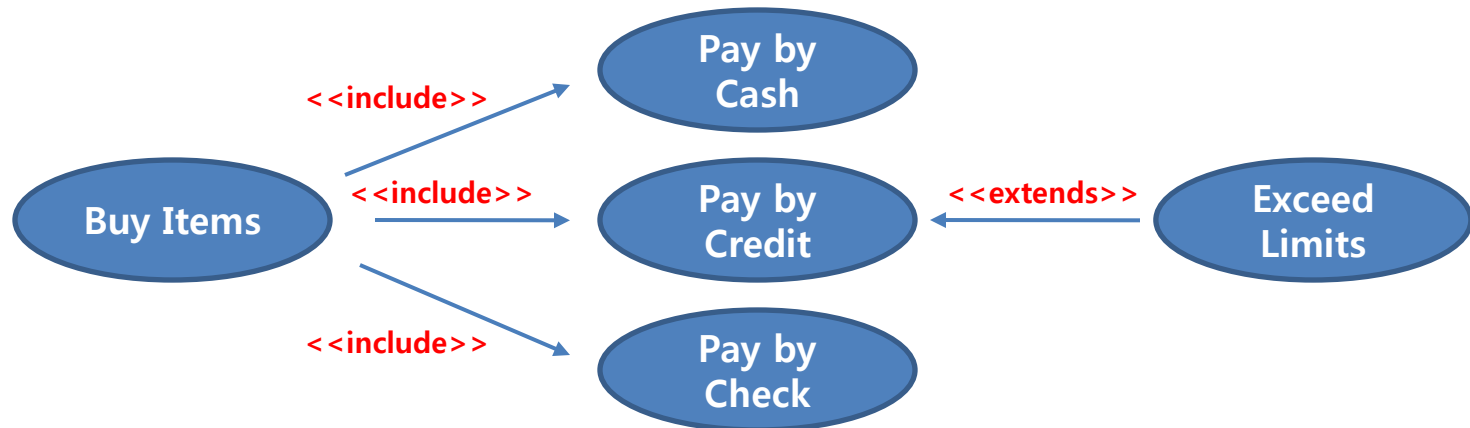 Pay by
Cash
<<include>>
Buy Items
<<include>>
Pay by
Credit
<<extends>>
Exceed
Limits
<<include>>
Pay by
Check